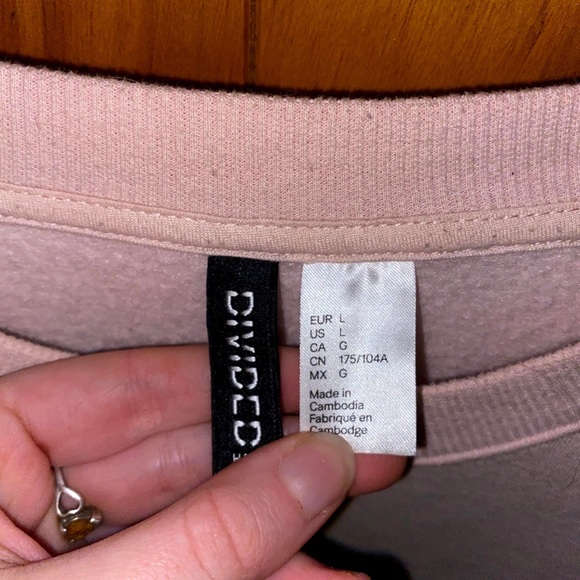 DIVIDED
EUR L
US L
CA G
CN 175/104A
MX G
Made in
Cambodia
Fabriqué en
Cambodge